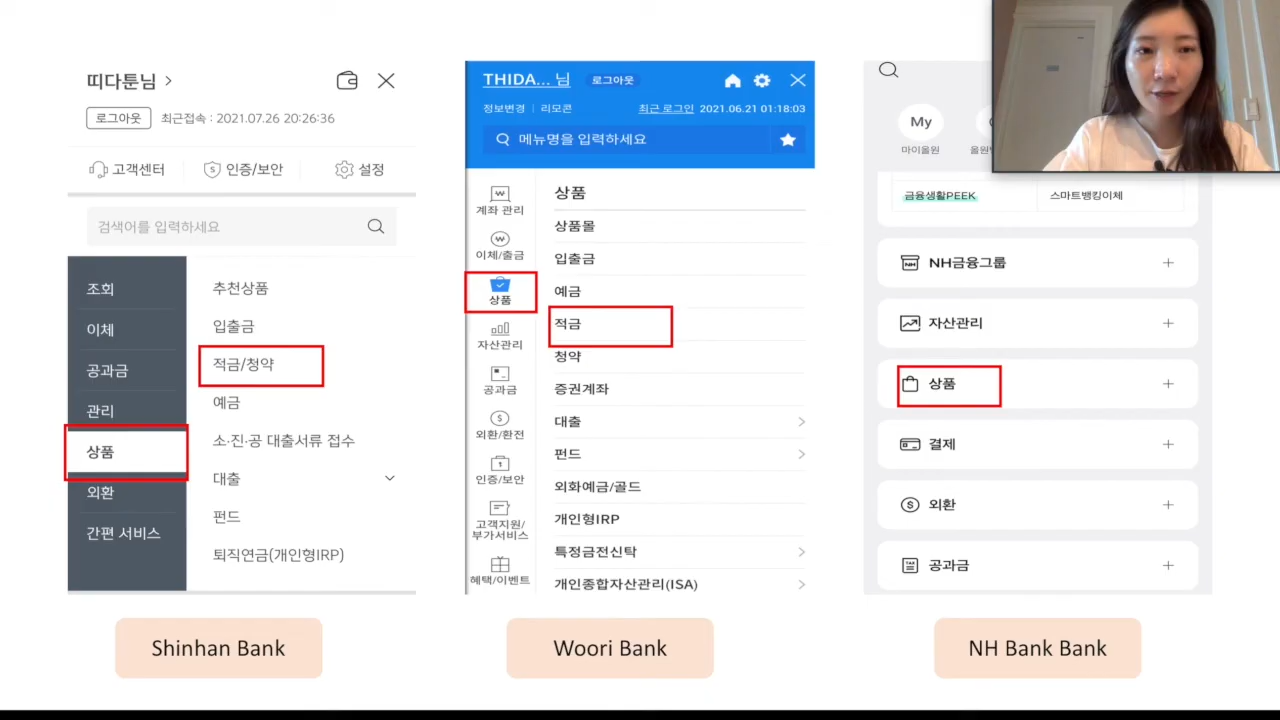 띠다툰님 >
로그아웃 최근접속 : 2021.07.26 20:26:36
고객센터 인증/보안 설정
검색어를 입력하세요
조회
이체
공과금
관리
상품
외환
간편 서비스
추천상품
입출금
적금/청약
예금
소·진·공 대출서류 접수
대출
펀드
퇴직연금(개인형IRP)
Shinhan Bank
THIDA... 님 로그아웃
정보변경 | 리모콘 최근 로그인 2021.06.21 01:18:03
메뉴명을 입력하세요
계좌 관리
이체/출금
상품
자산관리
공과금
외환/환전
인증/보안
고객지원/
부가서비스
혜택/이벤트
상품
상품몰
입출금
예금
적금
청약
증권계좌
대출
펀드
외화예금/골드
개인형IRP
특정금전신탁
개인종합자산관리(ISA)
Woori Bank
My
마이올원
금융생활PEEK 스마트뱅킹이체
NH금융그룹
자산관리
상품
결제
외환
공과금
NH Bank Bank